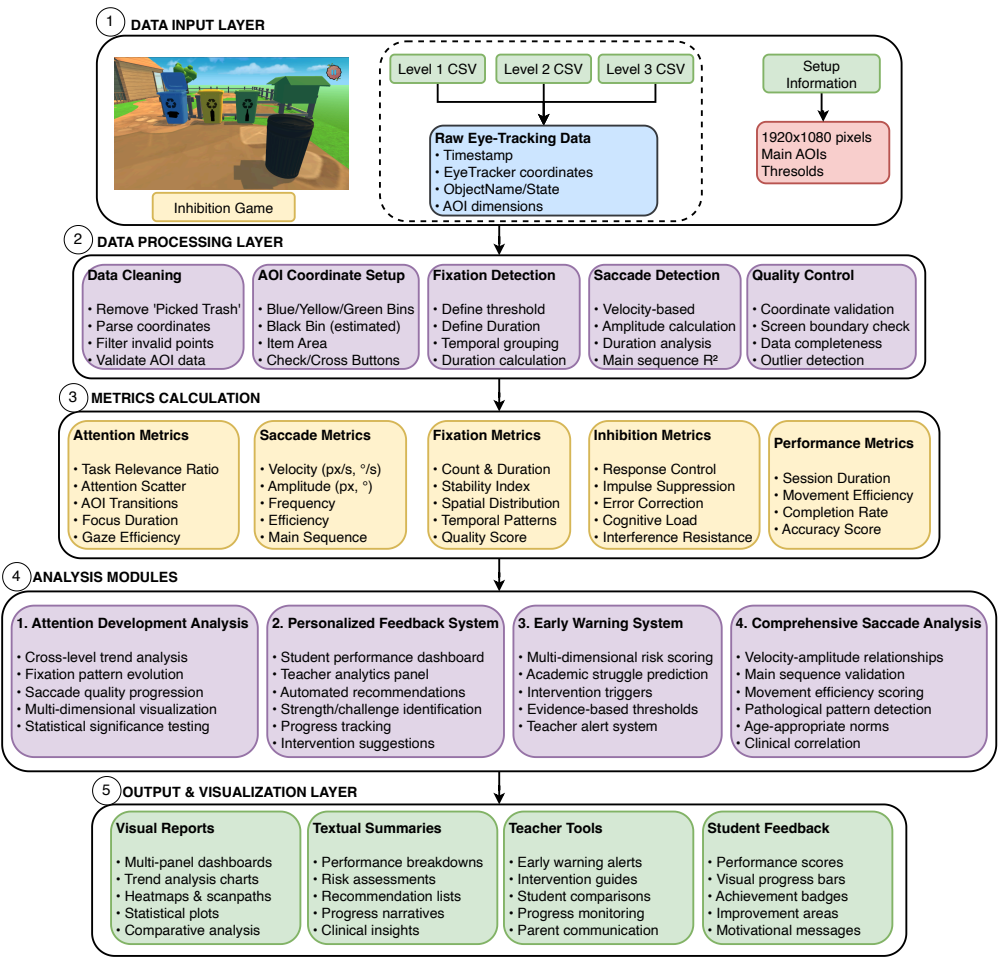 1 DATA INPUT LAYER
Level 1 CSV
Level 2 CSV
Level 3 CSV
Setup
Information
Raw Eye-Tracking Data
• Timestamp
• EyeTracker coordinates
• ObjectName/State
• AOI dimensions
1920x1080 pixels
Main AOIs
Thresolds
Inhibition Game
2 DATA PROCESSING LAYER
Data Cleaning
• Remove 'Picked Trash'
• Parse coordinates
• Filter invalid points
• Validate AOI data
AOI Coordinate Setup
• Blue/Yellow/Green Bins
• Black Bin (estimated)
• Item Area
• Check/Cross Buttons
Fixation Detection
• Define threshold
• Define Duration
• Temporal grouping
• Duration calculation
Saccade Detection
• Velocity-based
• Amplitude calculation
• Duration analysis
• Main sequence R²
Quality Control
• Coordinate validation
• Screen boundary check
• Data completeness
• Outlier detection
3 METRICS CALCULATION
Attention Metrics
• Task Relevance Ratio
• Attention Scatter
• AOI Transitions
• Focus Duration
• Gaze Efficiency
Saccade Metrics
• Velocity (px/s, °/s)
• Amplitude (px, °)
• Frequency
• Efficiency
• Main Sequence
Fixation Metrics
• Count & Duration
• Stability Index
• Spatial Distribution
• Temporal Patterns
• Quality Score
Inhibition Metrics
• Response Control
• Impulse Suppression
• Error Correction
• Cognitive Load
• Interference Resistance
Performance Metrics
• Session Duration
• Movement Efficiency
• Completion Rate
• Accuracy Score
4 ANALYSIS MODULES
1. Attention Development Analysis
• Cross-level trend analysis
• Fixation pattern evolution
• Saccade quality progression
• Multi-dimensional visualization
• Statistical significance testing
2. Personalized Feedback System
• Student performance dashboard
• Teacher analytics panel
• Automated recommendations
• Strength/challenge identification
• Progress tracking
• Intervention suggestions
3. Early Warning System
• Multi-dimensional risk scoring
• Academic struggle prediction
• Intervention triggers
• Evidence-based thresholds
• Teacher alert system
4. Comprehensive Saccade Analysis
• Velocity-amplitude relationships
• Main sequence validation
• Movement efficiency scoring
• Pathological pattern detection
• Age-appropriate norms
• Clinical correlation
5 OUTPUT & VISUALIZATION LAYER
Visual Reports
• Multi-panel dashboards
• Trend analysis charts
• Heatmaps & scanpaths
• Statistical plots
• Comparative analysis
Textual Summaries
• Performance breakdowns
• Risk assessments
• Recommendation lists
• Progress narratives
• Clinical insights
Teacher Tools
• Early warning alerts
• Intervention guides
• Student comparisons
• Progress monitoring
• Parent communication
Student Feedback
• Performance scores
• Visual progress bars
• Achievement badges
• Improvement areas
• Motivational messages